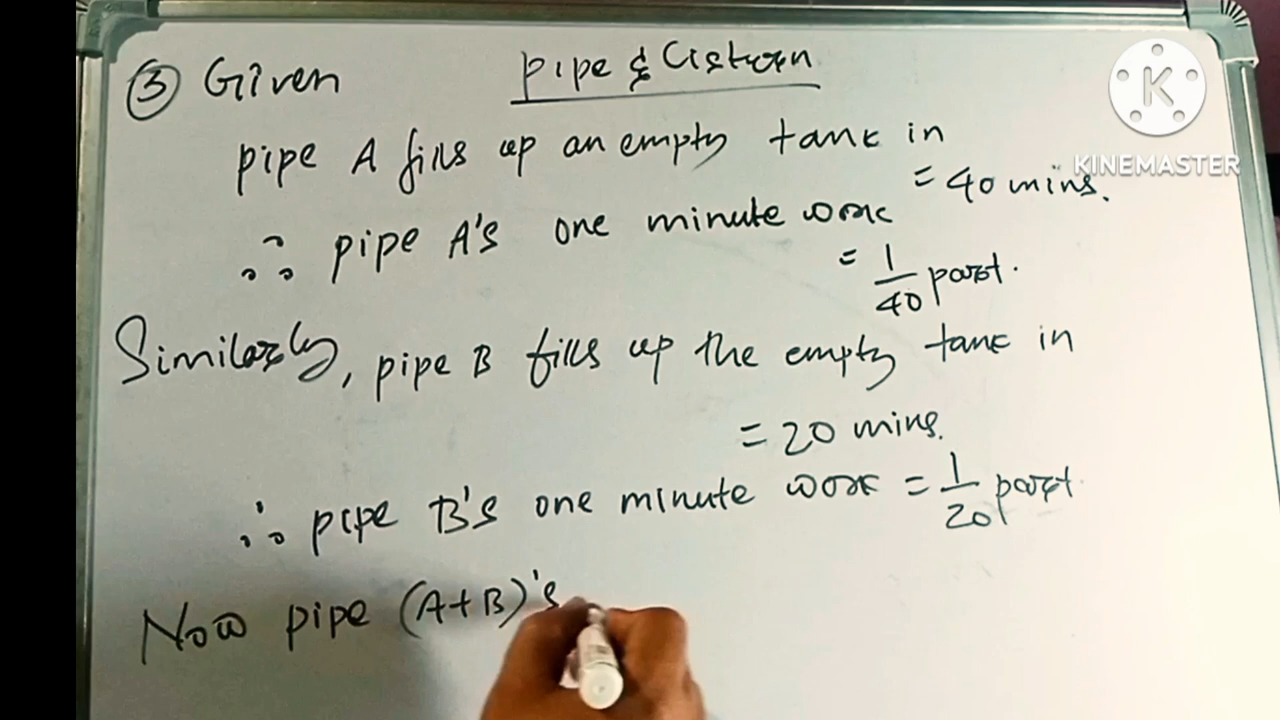 ③ Given Pipe & Cistern
pipe A fills up an empty tank in
= 40 mins.
∴ pipe A's one minute work
= 1/40 part.
Similarly, pipe B fills up the empty tank in
= 20 mins.
∴ pipe B's one minute work = 1/20 part
Now pipe (A+B)'s
K
KINEMASTER